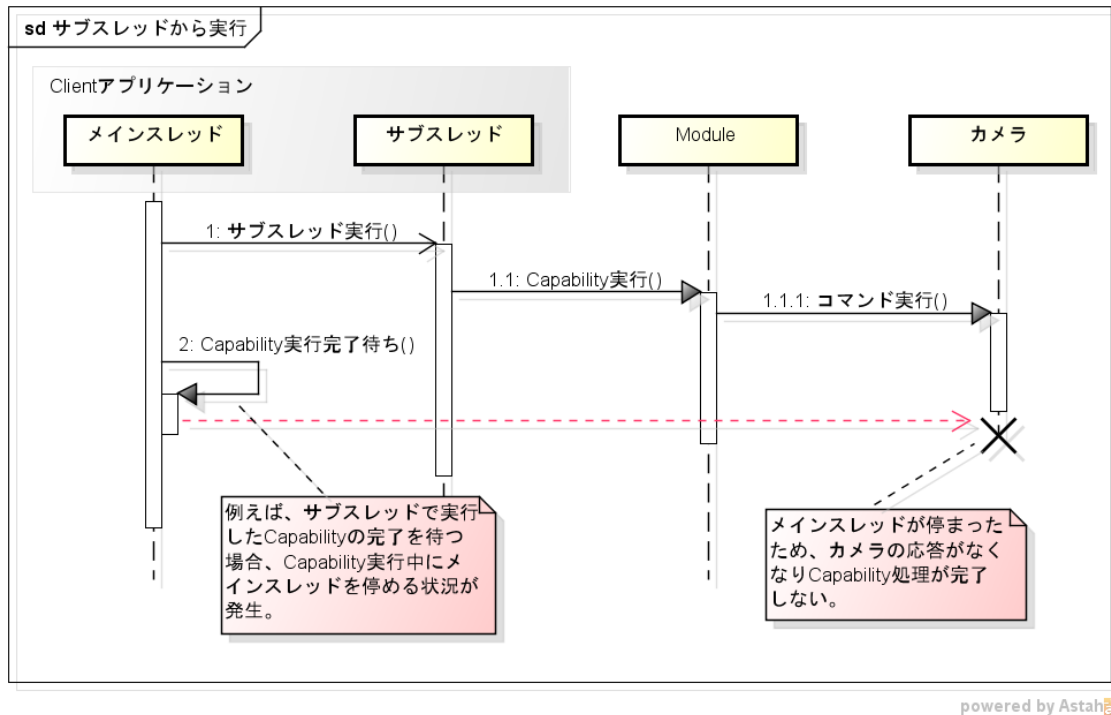 sd サブスレッドから実行
Clientアプリケーション
メインスレッド
サブスレッド
Module
カメラ
1: サブスレッド実行()
1.1: Capability実行()
1.1.1: コマンド実行()
2: Capability実行完了待ち()
例えば、サブスレッドで実行
したCapabilityの完了を待つ
場合、Capability実行中にメ
インスレッドを停める状況が
発生。
メインスレッドが停まった
ため、カメラの応答がなく
なりCapability処理が完了
しない。
powered by Astah